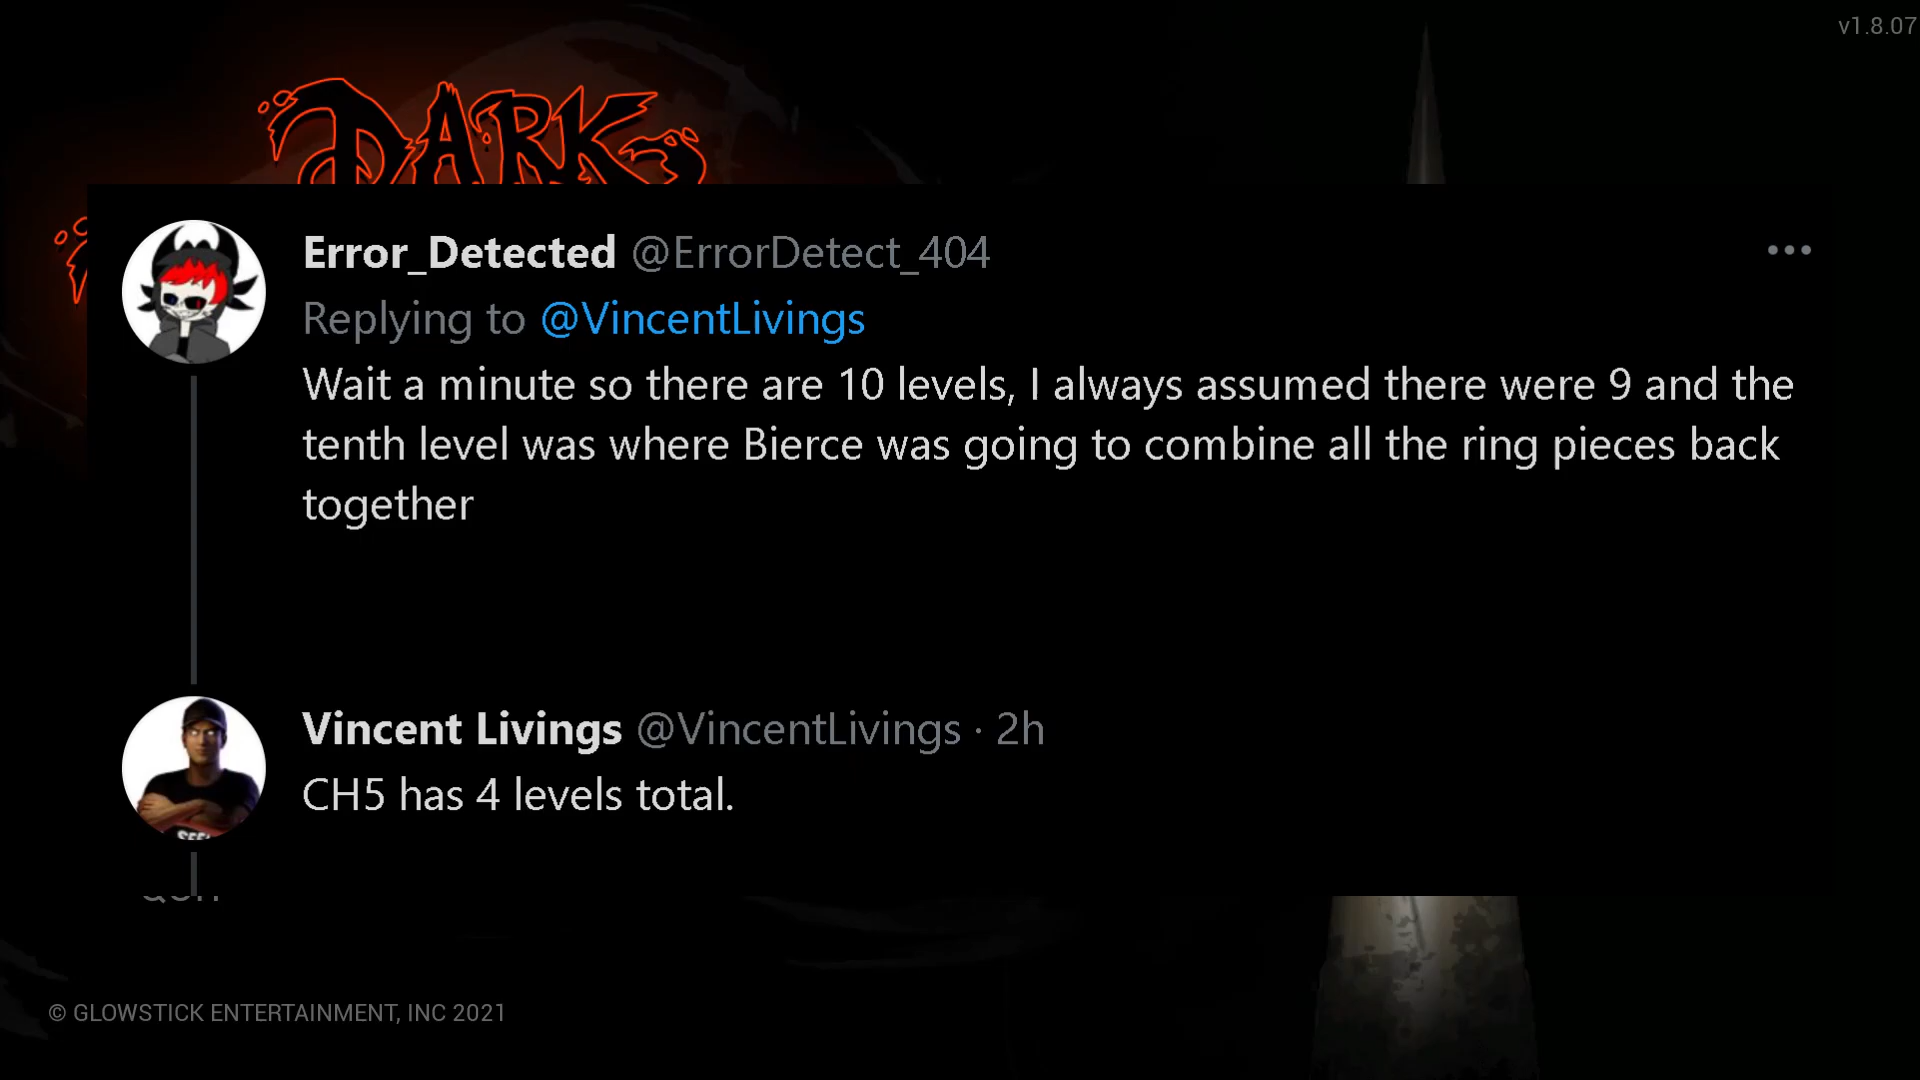 v1.8.07
DARK
Error_Detected @ErrorDetect_404
Replying to @VincentLivings
Wait a minute so there are 10 levels, I always assumed there were 9 and the
tenth level was where Bierce was going to combine all the ring pieces back
together
Vincent Livings @VincentLivings · 2h
CH5 has 4 levels total.
© GLOWSTICK ENTERTAINMENT, INC 2021